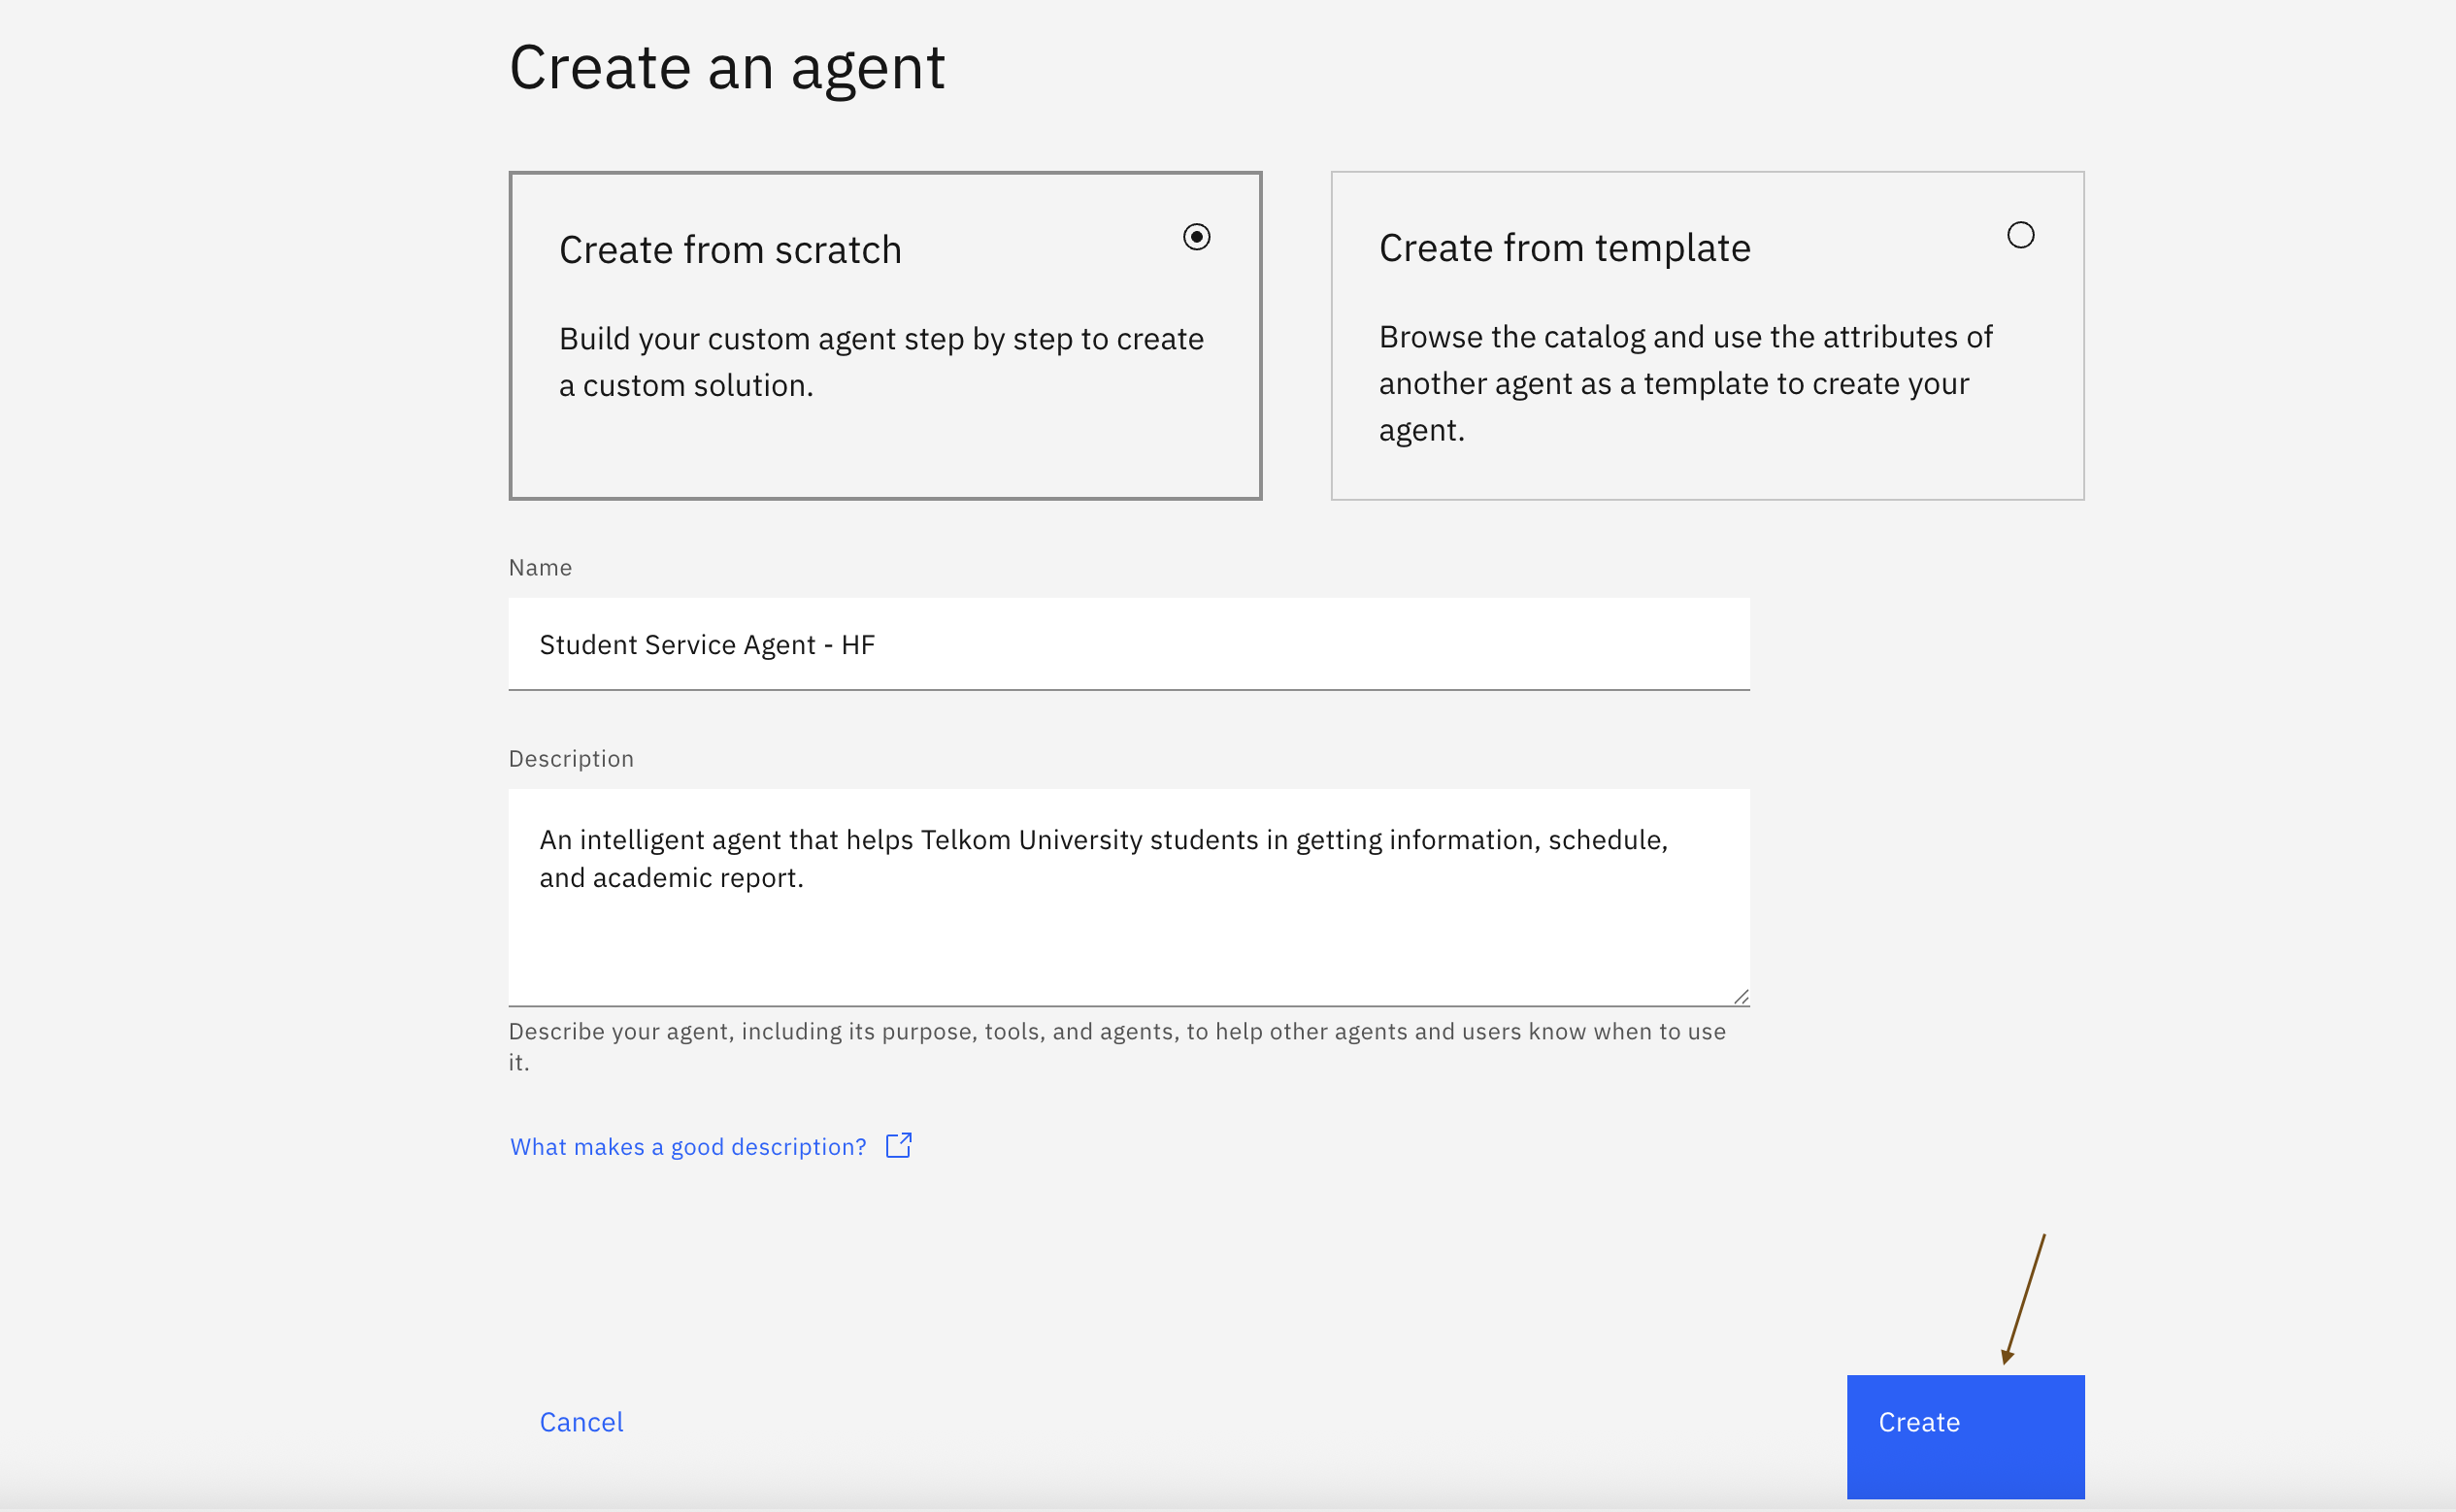 Create an agent
Create from scratch
Build your custom agent step by step to create
a custom solution.
Create from template
Browse the catalog and use the attributes of
another agent as a template to create your
agent.
Name
Student Service Agent - HF
Description
An intelligent agent that helps Telkom University students in getting information, schedule,
and academic report.
Describe your agent, including its purpose, tools, and agents, to help other agents and users know when to use
it.
What makes a good description?
Cancel
Create